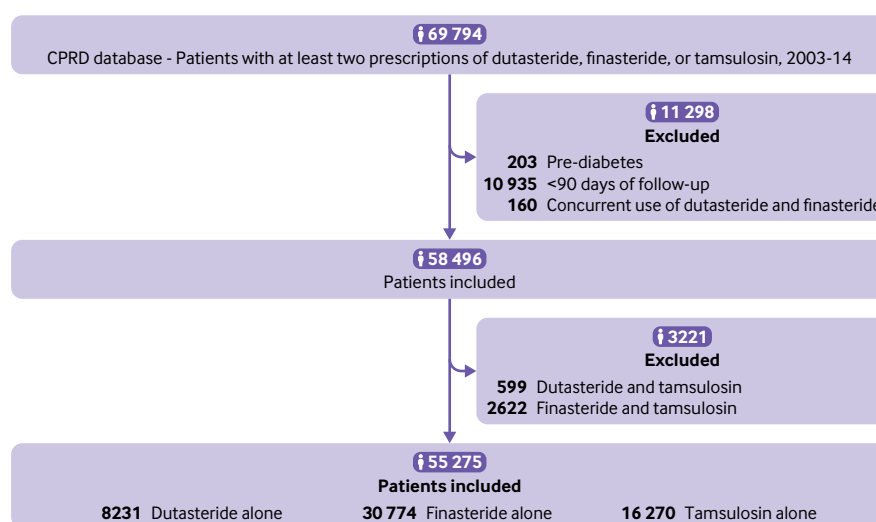 69 794
CPRD database - Patients with at least two prescriptions of dutasteride, finasteride, or tamsulosin, 2003-14
11 298
Excluded
203 Pre-diabetes
10 935 <90 days of follow-up
160 Concurrent use of dutasteride and finasteride
58 496
Patients included
3221
Excluded
599 Dutasteride and tamsulosin
2622 Finasteride and tamsulosin
55 275
Patients included
8231 Dutasteride alone 30 774 Finasteride alone 16 270 Tamsulosin alone